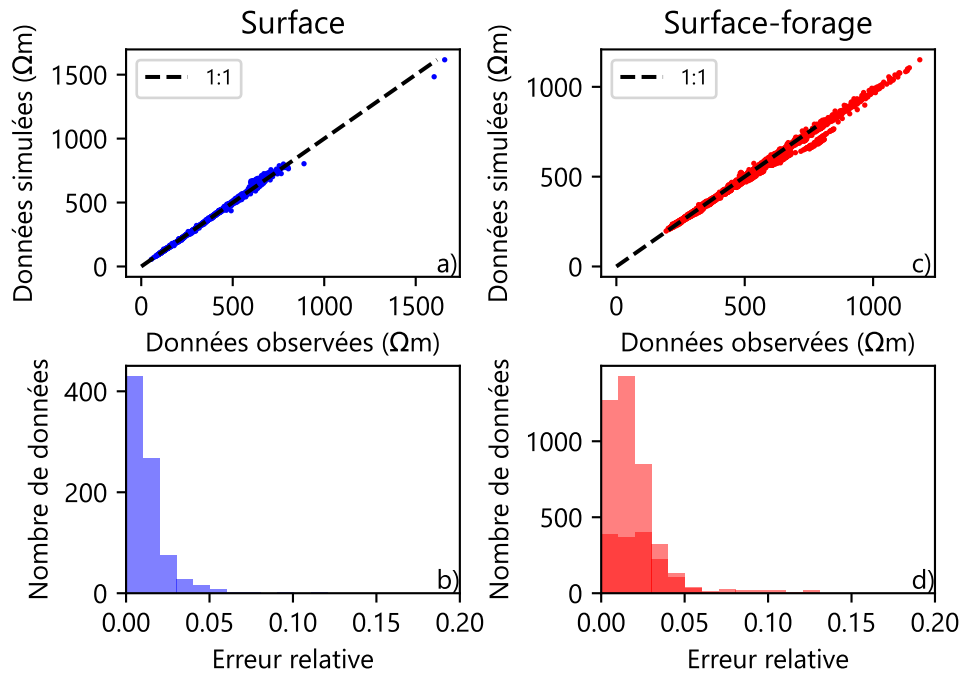 Surface
Données simulées (Ωm)
1500
1000
500
0
1:1
a)
0 500 1000 1500
Données observées (Ωm)
Surface-forage
Données simulées (Ωm)
1000
500
0
1:1
c)
0 500 1000
Données observées (Ωm)
Nombre de données
400
200
0
b)
0.00 0.05 0.10 0.15 0.20
Erreur relative
Nombre de données
1000
500
0
d)
0.00 0.05 0.10 0.15 0.20
Erreur relative